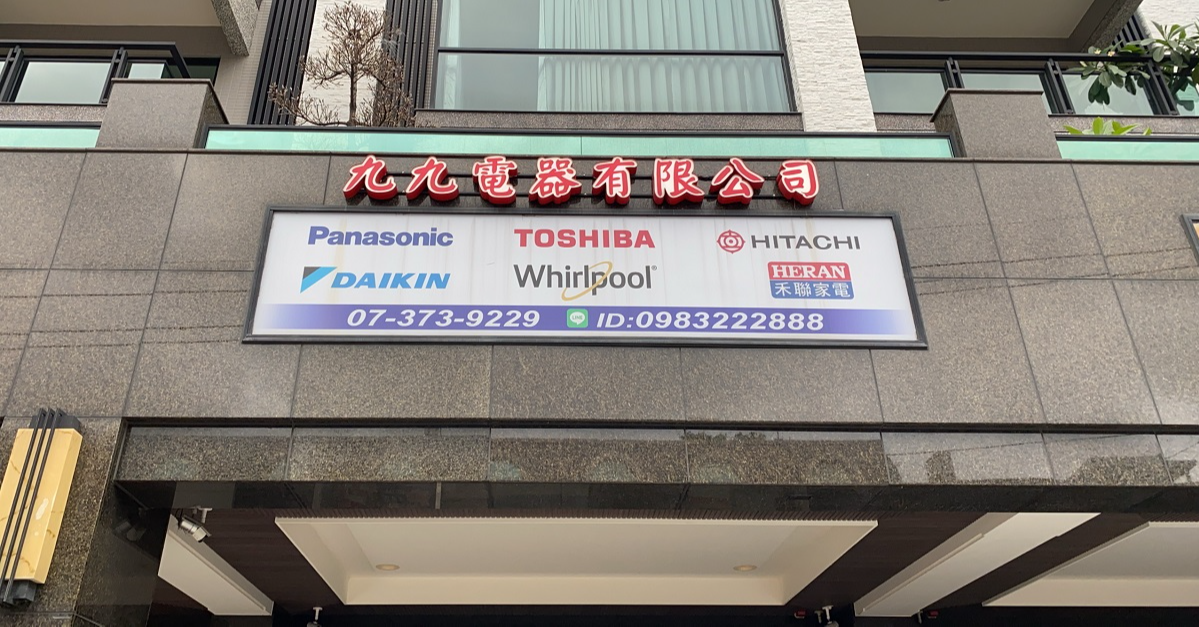 九九電器有限公司
Panasonic TOSHIBA HITACHI
DAIKIN Whirlpool HERAN
禾聯家電
07-373-9229 LINE ID:0983222888